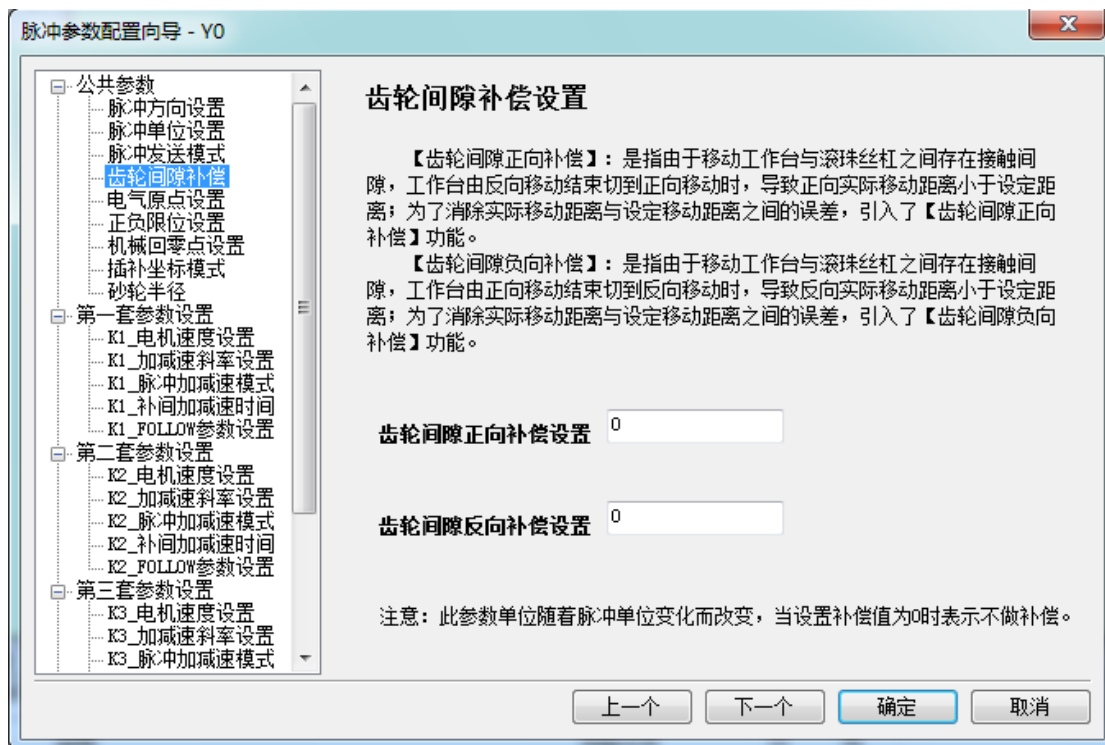 脉冲参数配置向导 - Y0
公共参数
脉冲方向设置
脉冲单位设置
脉冲发送模式
齿轮间隙补偿
电气原点设置
正负限位设置
机械回零点设置
插补坐标模式
砂轮半径
第一套参数设置
K1_电机速度设置
K1_加减速斜率设置
K1_脉冲加减速模式
K1_补间加减速时间
K1_FOLLOW参数设置
第二套参数设置
K2_电机速度设置
K2_加减速斜率设置
K2_脉冲加减速模式
K2_补间加减速时间
K2_FOLLOW参数设置
第三套参数设置
K3_电机速度设置
K3_加减速斜率设置
K3_脉冲加减速模式
齿轮间隙补偿设置
【齿轮间隙正向补偿】：是指由于移动工作台与滚珠丝杠之间存在接触间
隙，工作台由反向移动结束切到正向移动时，导致正向实际移动距离小于设定距
离；为了消除实际移动距离与设定移动距离之间的误差，引入了【齿轮间隙正向
补偿】功能。
【齿轮间隙负向补偿】：是指由于移动工作台与滚珠丝杠之间存在接触间
隙，工作台由正向移动结束切到反向移动时，导致反向实际移动距离小于设定距
离；为了消除实际移动距离与设定移动距离之间的误差，引入了【齿轮间隙负向
补偿】功能。
齿轮间隙正向补偿设置 0
齿轮间隙反向补偿设置 0
注意：此参数单位随着脉冲单位变化而改变，当设置补偿值为0时表示不做补偿。
上一个 下一个 确定 取消